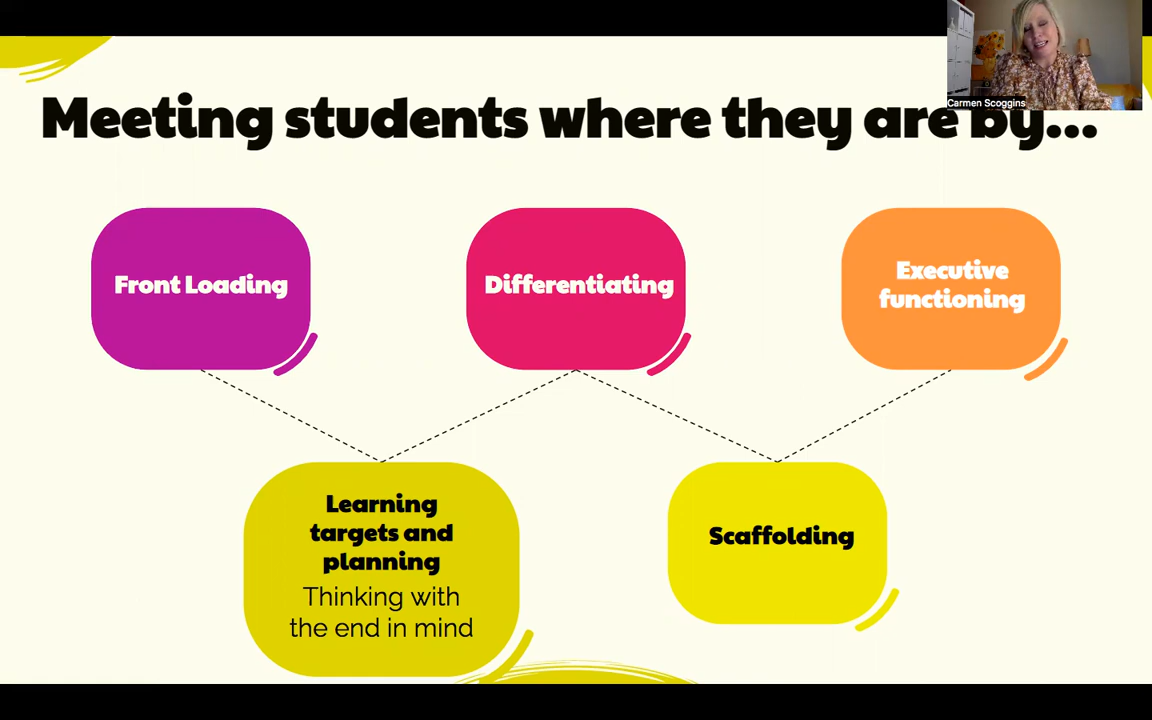 Carmen Scoggins
Meeting students where they are by...
Front Loading
Differentiating
Executive
functioning
Learning
targets and
planning
Thinking with
the end in mind
Scaffolding